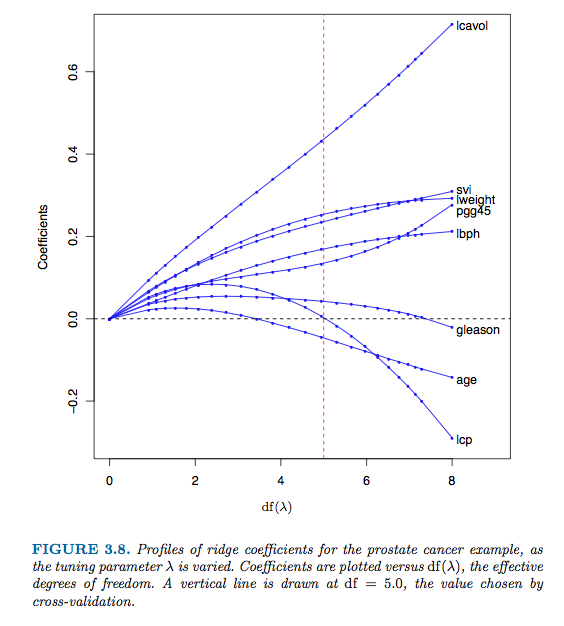 lcavol
svi
lweight
pgg45
lbph
gleason
age
lcp
Coefficients
0.6
0.4
0.2
0.0
−0.2
0 2 4 6 8
df(λ)
FIGURE 3.8. Profiles of ridge coefficients for the prostate cancer example, as
the tuning parameter λ is varied. Coefficients are plotted versus df(λ), the effective
degrees of freedom. A vertical line is drawn at df = 5.0, the value chosen by
cross-validation.